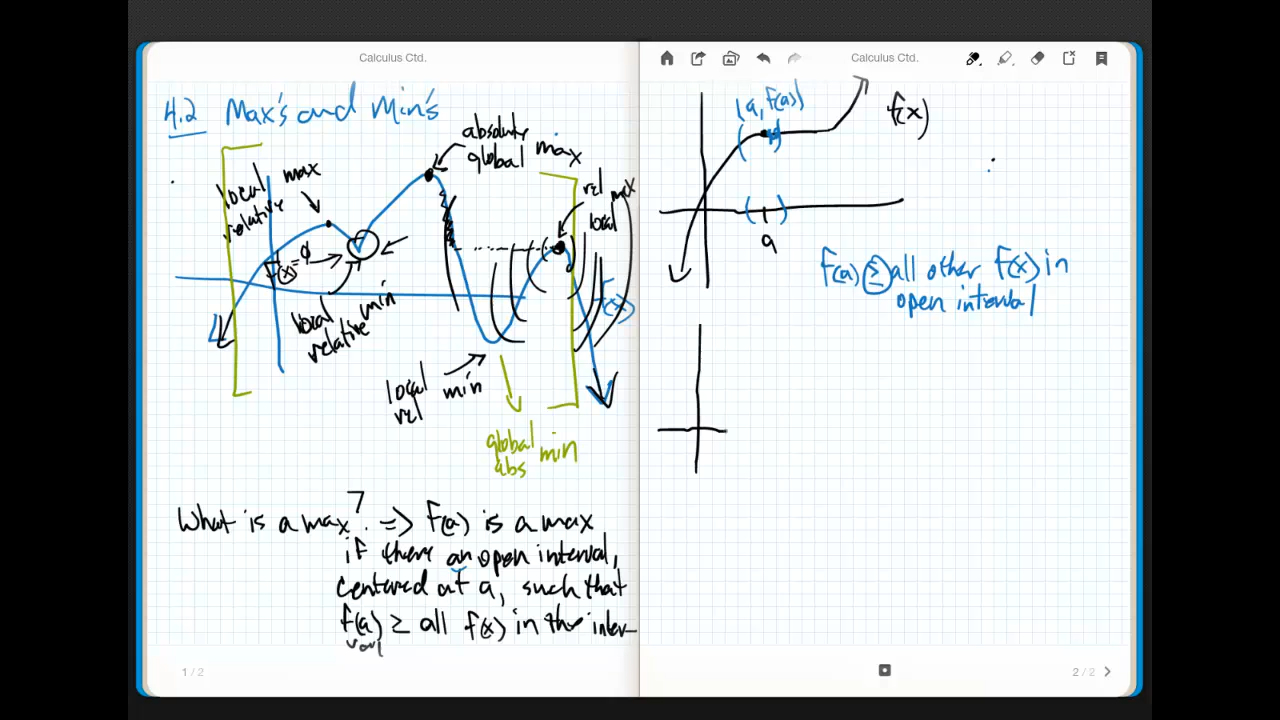 Calculus Ctd.
4.2 Max's and Min's
absolute
global max
local max
relative
rel max
local
f(x)=φ
local min
relative
f(x)
local min
rel
global min
abs
What is a max? => f(a) is a max
if there an open interval,
centered at a, such that
f(a) ≥ all f(x) in the inter-
val
1 / 2
Calculus Ctd.
(a, f(a))
f(x)
a
f(a) ≥ all other f(x) in
open interval
2 / 2